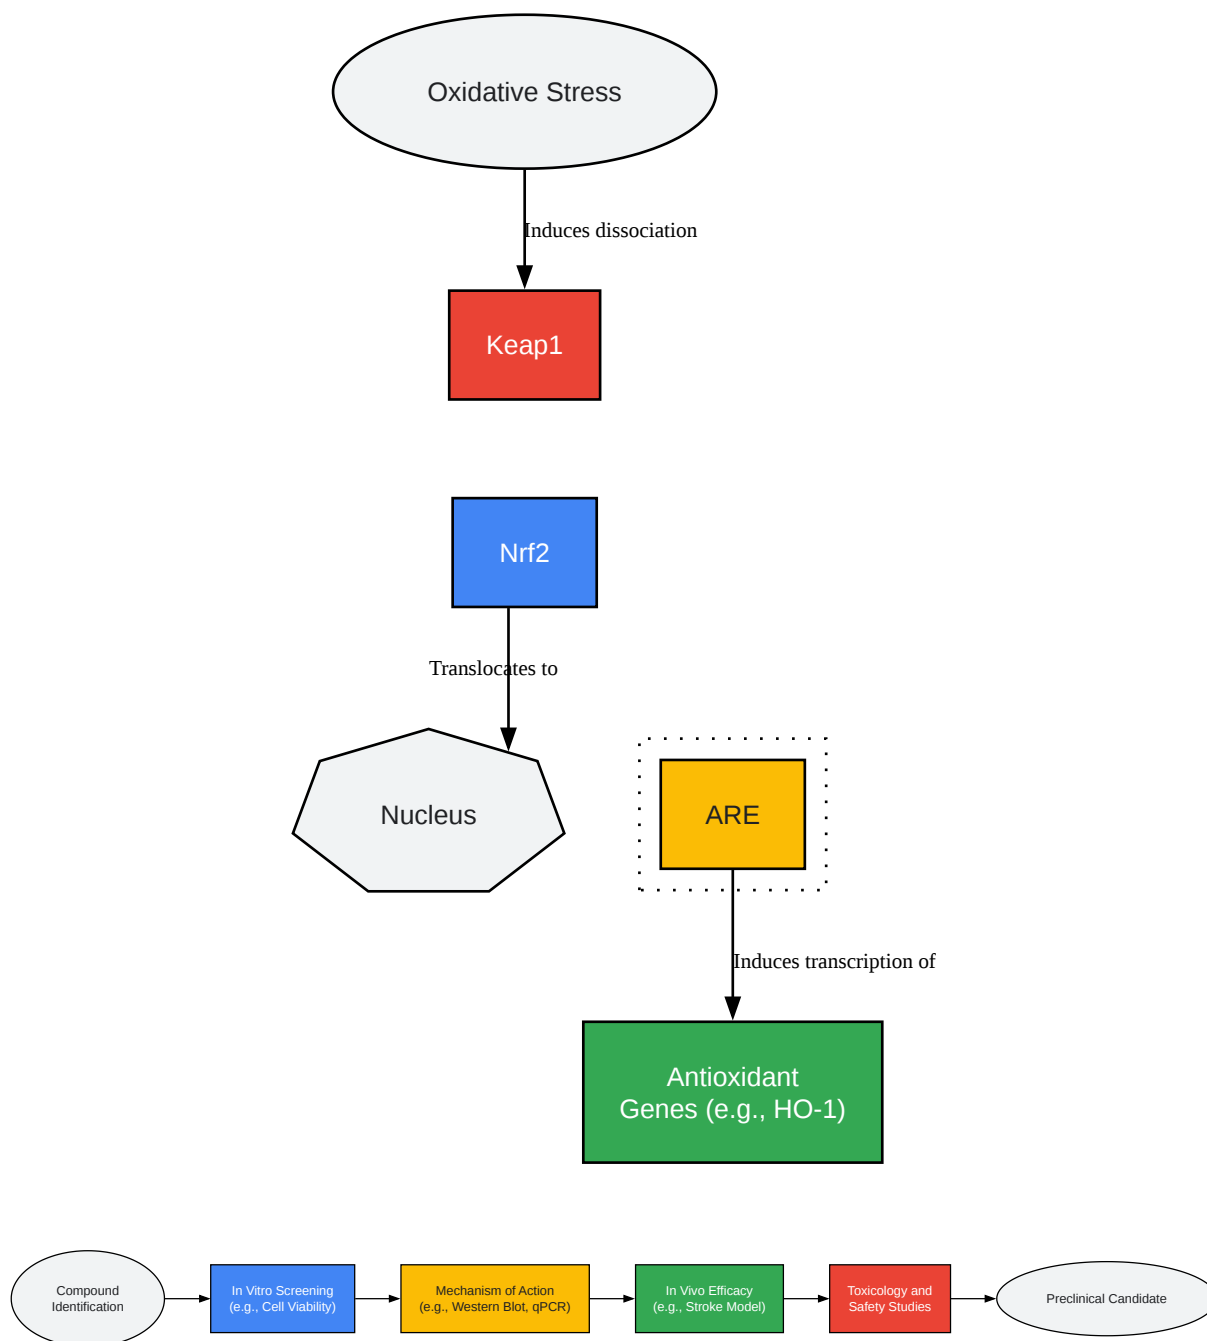 Oxidative Stress
Induces dissociation
Keap1
Nrf2
Translocates to
Nucleus
ARE
Induces transcription of
Antioxidant
Genes (e.g., HO-1)
Compound
Identification
In Vitro Screening
(e.g., Cell Viability)
Mechanism of Action
(e.g., Western Blot, qPCR)
In Vivo Efficacy
(e.g., Stroke Model)
Toxicology and
Safety Studies
Preclinical Candidate